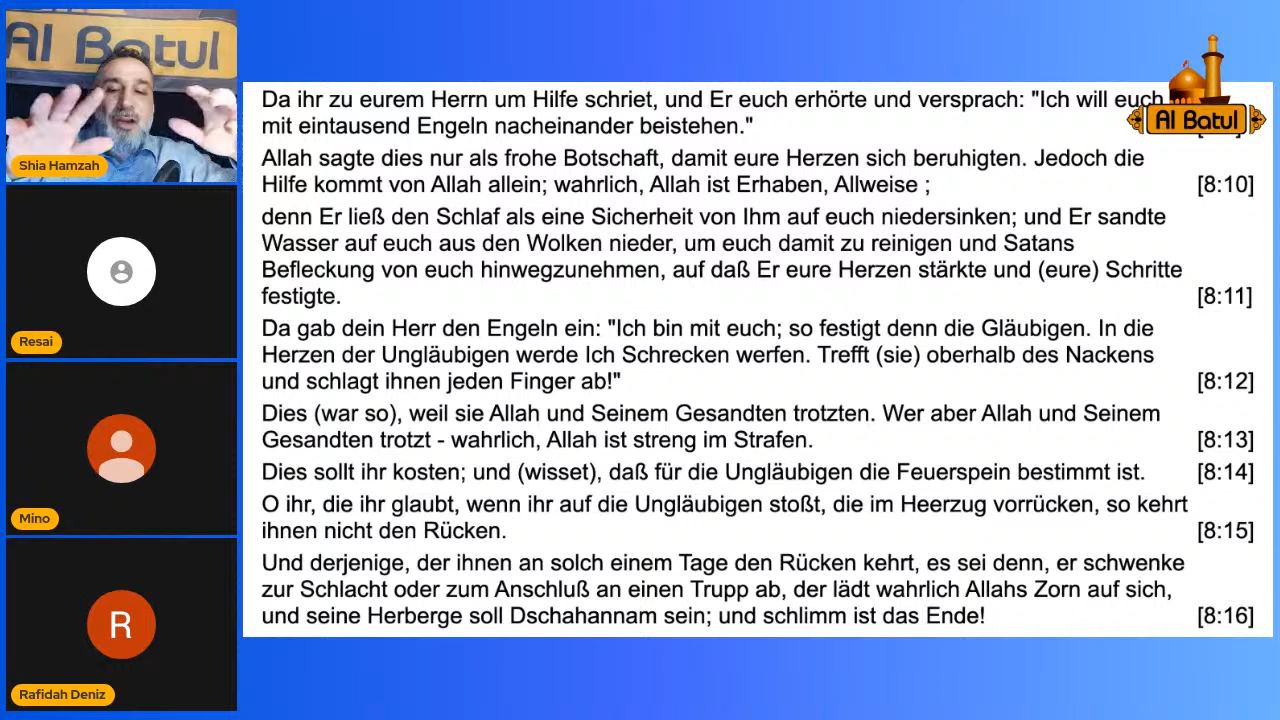 Al Batul
Shia Hamzah
Resai
Mino
Rafidah Deniz
R
Da ihr zu eurem Herrn um Hilfe schriet, und Er euch erhörte und versprach: "Ich will euch
mit eintausend Engeln nacheinander beistehen."
Al Batul
Allah sagte dies nur als frohe Botschaft, damit eure Herzen sich beruhigten. Jedoch die
Hilfe kommt von Allah allein; wahrlich, Allah ist Erhaben, Allweise ; [8:10]
denn Er ließ den Schlaf als eine Sicherheit von Ihm auf euch niedersinken; und Er sandte
Wasser auf euch aus den Wolken nieder, um euch damit zu reinigen und Satans
Befleckung von euch hinwegzunehmen, auf daß Er eure Herzen stärkte und (eure) Schritte
festigte. [8:11]
Da gab dein Herr den Engeln ein: "Ich bin mit euch; so festigt denn die Gläubigen. In die
Herzen der Ungläubigen werde Ich Schrecken werfen. Trefft (sie) oberhalb des Nackens
und schlagt ihnen jeden Finger ab!" [8:12]
Dies (war so), weil sie Allah und Seinem Gesandten trotzten. Wer aber Allah und Seinem
Gesandten trotzt - wahrlich, Allah ist streng im Strafen. [8:13]
Dies sollt ihr kosten; und (wisset), daß für die Ungläubigen die Feuerspein bestimmt ist. [8:14]
O ihr, die ihr glaubt, wenn ihr auf die Ungläubigen stoßt, die im Heerzug vorrücken, so kehrt
ihnen nicht den Rücken. [8:15]
Und derjenige, der ihnen an solch einem Tage den Rücken kehrt, es sei denn, er schwenke
zur Schlacht oder zum Anschluß an einen Trupp ab, der lädt wahrlich Allahs Zorn auf sich,
und seine Herberge soll Dschahannam sein; und schlimm ist das Ende! [8:16]